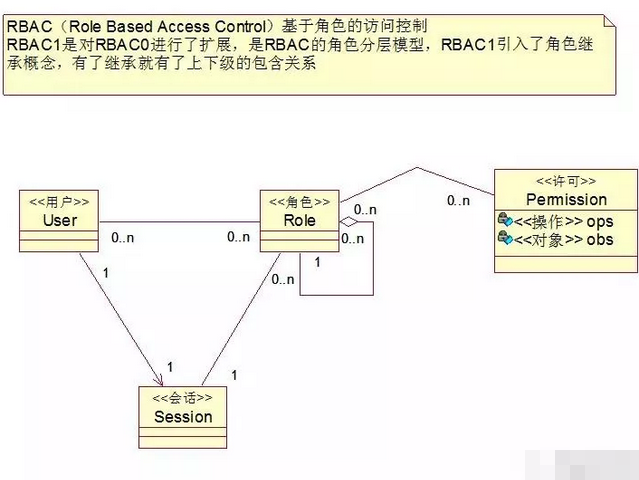 RBAC（Role Based Access Control）基于角色的访问控制
RBAC1是对RBAC0进行了扩展，是RBAC的角色分层模型，RBAC1引入了角色继
承概念，有了继承就有了上下级的包含关系
<<用户>>
User
<<角色>>
Role
<<许可>>
Permission
<<操作>> ops
<<对象>> obs
0..n
0..n
0..n
0..n
0..n
0..n
1
1
1
1
<<会话>>
Session